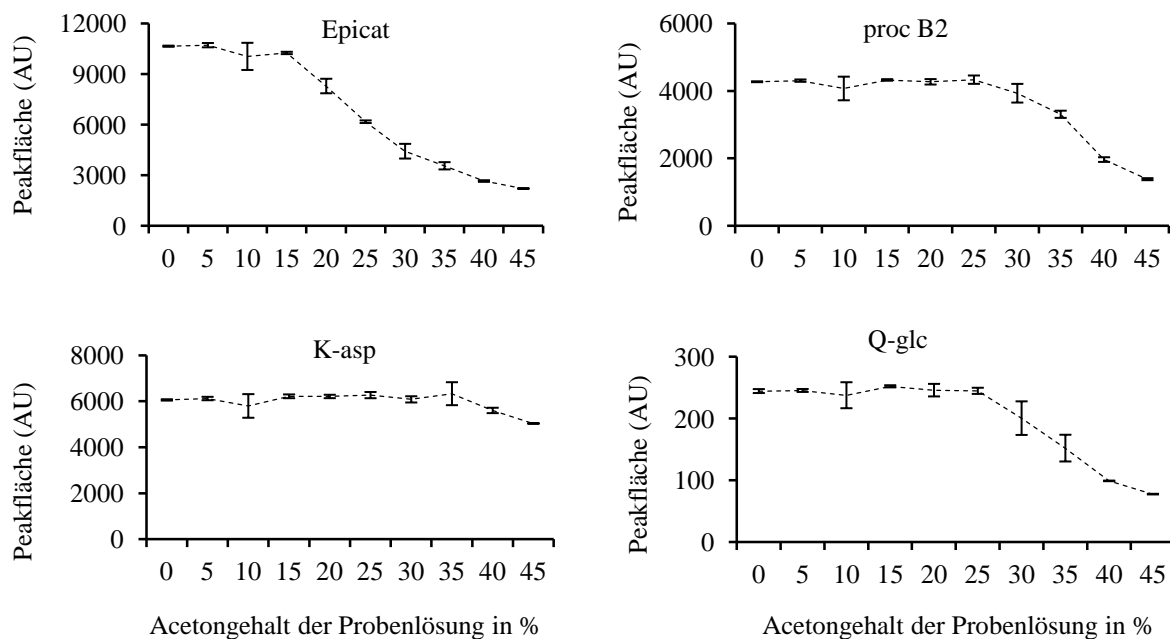 Epicat
Peakfläche (AU)
12000
9000
6000
3000
0
0 5 10 15 20 25 30 35 40 45
proc B2
Peakfläche (AU)
6000
4000
2000
0
0 5 10 15 20 25 30 35 40 45
K-asp
Peakfläche (AU)
8000
6000
4000
2000
0
0 5 10 15 20 25 30 35 40 45
Acetongehalt der Probenlösung in %
Q-glc
Peakfläche (AU)
300
200
100
0
0 5 10 15 20 25 30 35 40 45
Acetongehalt der Probenlösung in %